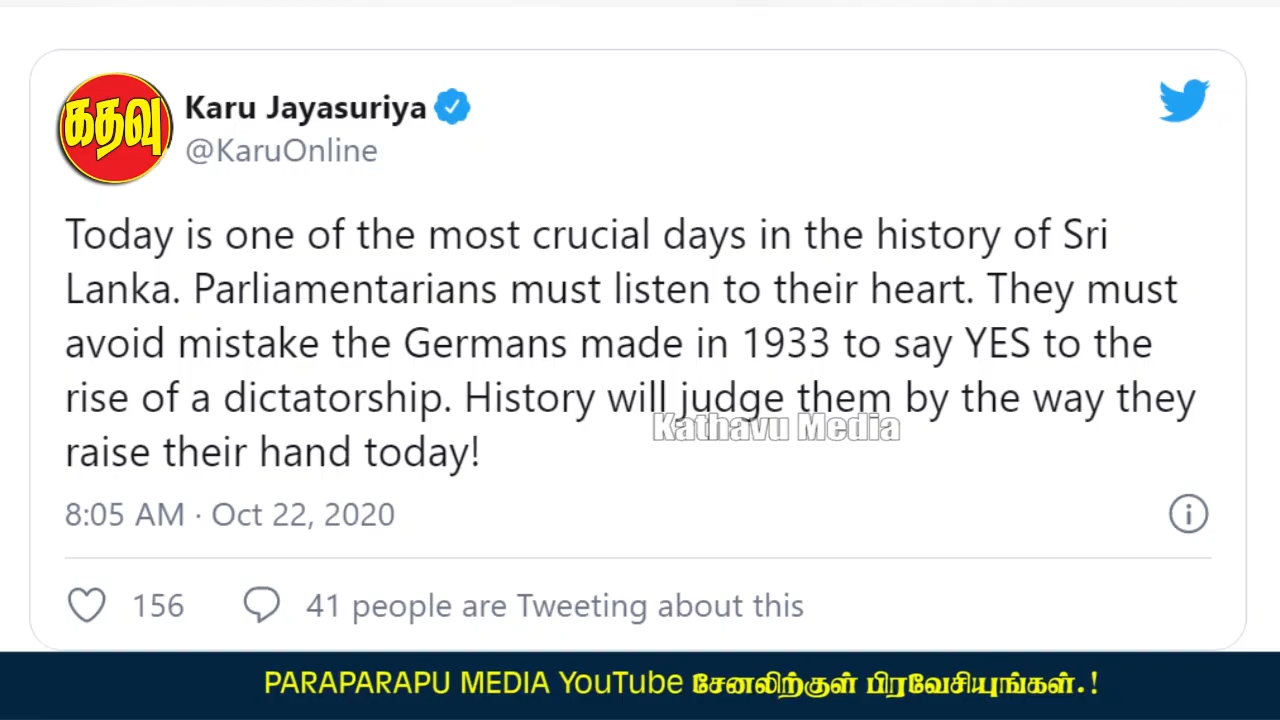 கதவு
Karu Jayasuriya
@KaruOnline
Today is one of the most crucial days in the history of Sri
Lanka. Parliamentarians must listen to their heart. They must
avoid mistake the Germans made in 1933 to say YES to the
rise of a dictatorship. History will judge them by the way they
Kathavu Media
raise their hand today!
8:05 AM · Oct 22, 2020
156 41 people are Tweeting about this
PARAPARAPU MEDIA YouTube சேனலிற்குள் பிரவேசியுங்கள்.!